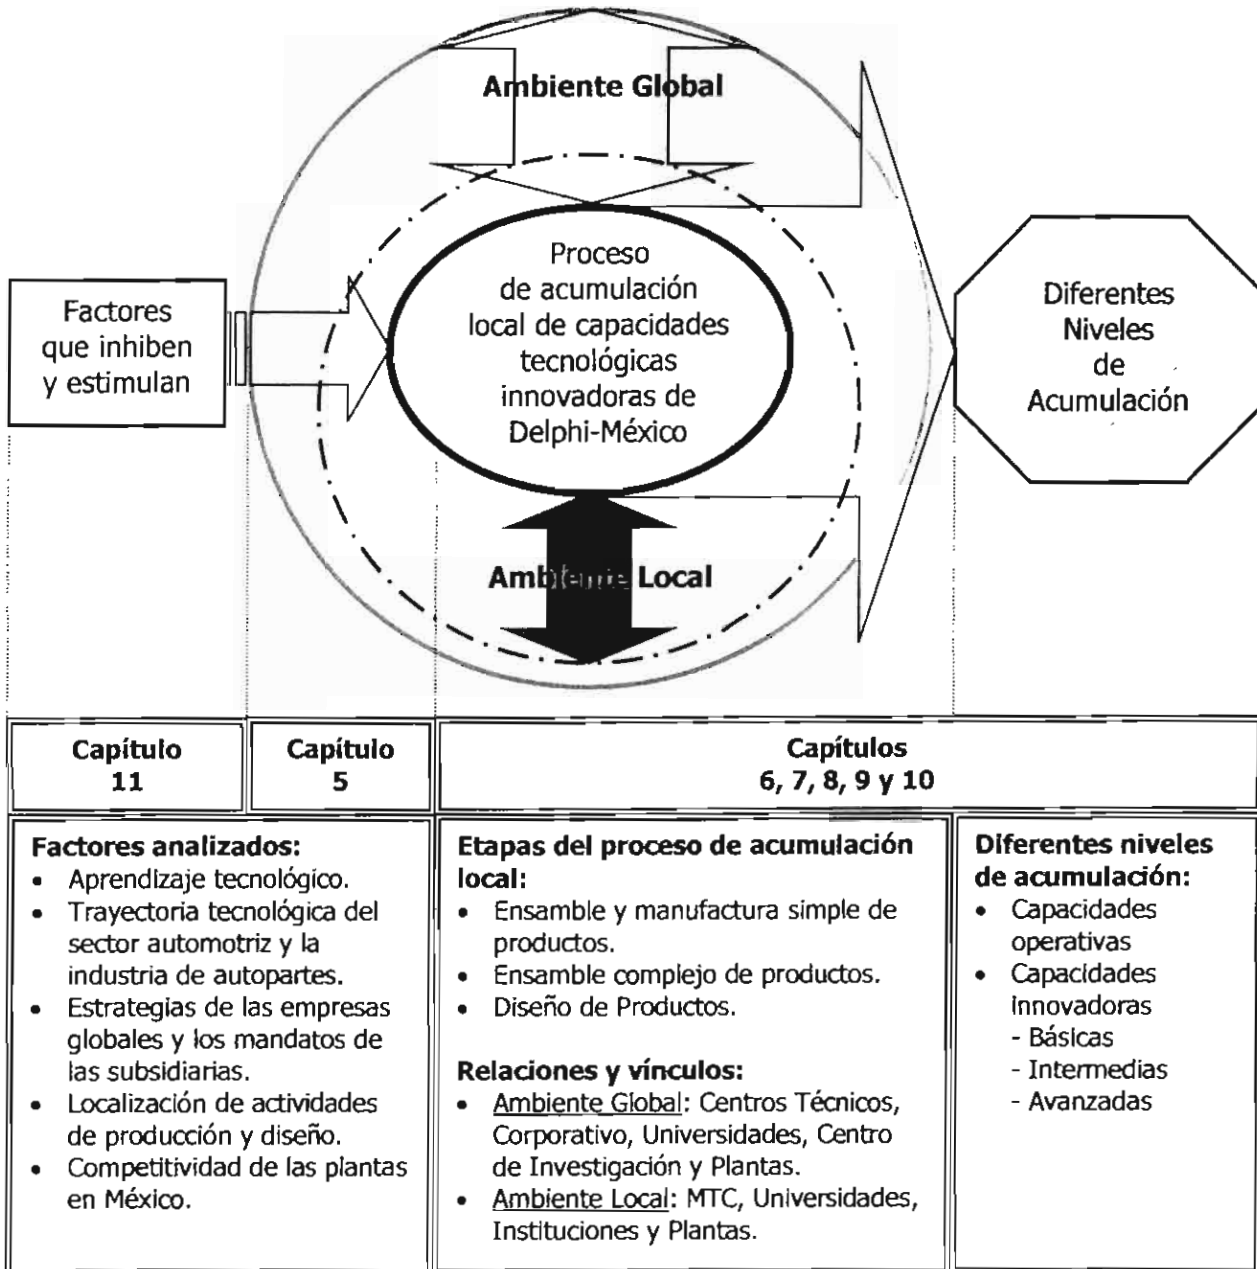 Ambiente Global
Factores
que inhiben
y estimulan
Proceso
de acumulación
local de capacidades
tecnológicas
innovadoras de
Delphi-México
Diferentes
Niveles
de
Acumulación
Ambiente Local
Capítulo
11
Capítulo
5
Capítulos
6, 7, 8, 9 y 10
Factores analizados:
• Aprendizaje tecnológico.
• Trayectoria tecnológica del
sector automotriz y la
industria de autopartes.
• Estrategias de las empresas
globales y los mandatos de
las subsidiarias.
• Localización de actividades
de producción y diseño.
• Competitividad de las plantas
en México.
Etapas del proceso de acumulación
local:
• Ensamble y manufactura simple de
productos.
• Ensamble complejo de productos.
• Diseño de Productos.
Relaciones y vínculos:
• Ambiente Global: Centros Técnicos,
Corporativo, Universidades, Centro
de Investigación y Plantas.
• Ambiente Local: MTC, Universidades,
Instituciones y Plantas.
Diferentes niveles
de acumulación:
• Capacidades
operativas
• Capacidades
innovadoras
- Básicas
- Intermedias
- Avanzadas